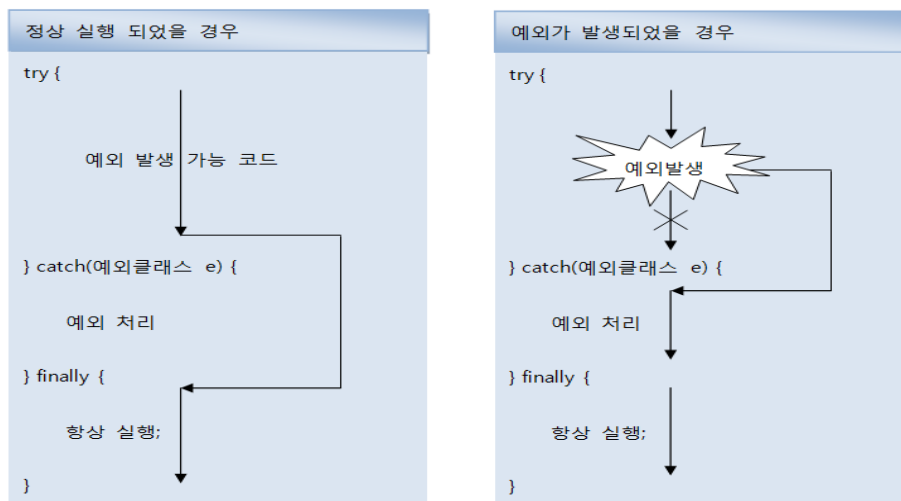 정상 실행 되었을 경우
try {
예외 발생 가능 코드
} catch(예외클래스 e) {
예외 처리
} finally {
항상 실행;
}
예외가 발생되었을 경우
try {
예외발생
} catch(예외클래스 e) {
예외 처리
} finally {
항상 실행;
}